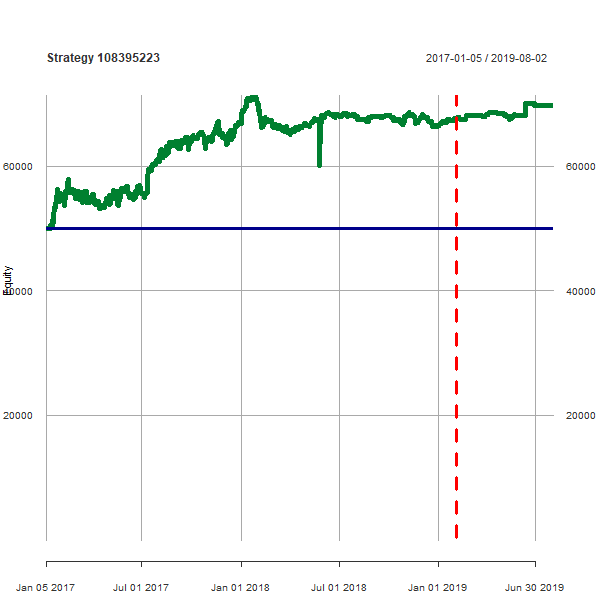 Strategy 108395223
2017-01-05 / 2019-08-02
60000
60000
Equity
40000
40000
20000
20000
Jan 05 2017
Jul 01 2017
Jan 01 2018
Jul 01 2018
Jan 01 2019
Jun 30 2019